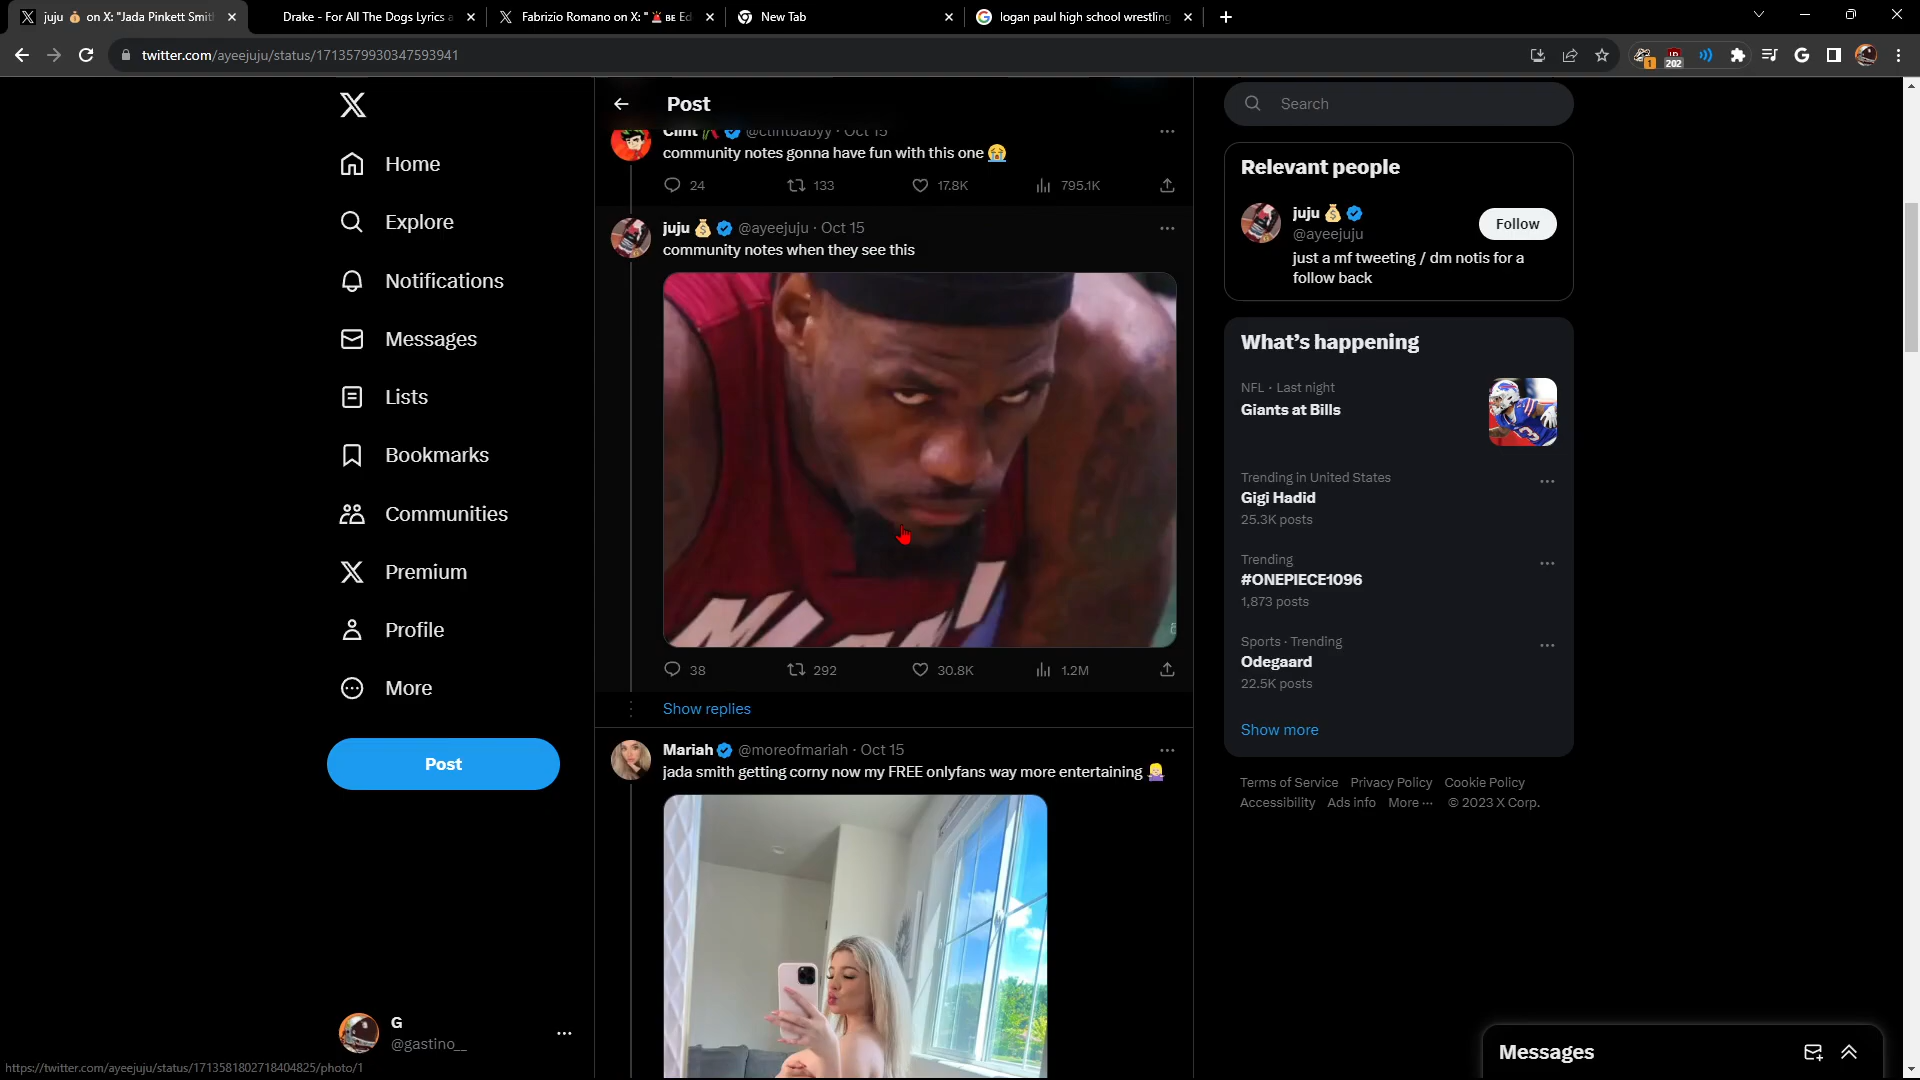 juju 💰 on X: "Jada Pinkett Smit
Drake - For All The Dogs Lyrics a
Fabrizio Romano on X: "🚨 BE Ed
New Tab
logan paul high school wrestling
twitter.com/ayeejuju/status/1713579930347593941
1
202
Home
Explore
Notifications
Messages
Lists
Bookmarks
Communities
Premium
Profile
More
Post
G
@gastino__
https://twitter.com/ayeejuju/status/1713581802718404825/photo/1
Post
Clint @clintbabyy · Oct 15
community notes gonna have fun with this one 😭
24 133 17.8K 795.1K
juju 💰 @ayeejuju · Oct 15
community notes when they see this
38 292 30.8K 1.2M
Show replies
Mariah @moreofmariah · Oct 15
jada smith getting corny now my FREE onlyfans way more entertaining 💁🏼‍♀️
Search
Relevant people
juju 💰
@ayeejuju
Follow
just a mf tweeting / dm notis for a
follow back
What's happening
NFL · Last night
Giants at Bills
Trending in United States
Gigi Hadid
25.3K posts
Trending
#ONEPIECE1096
1,873 posts
Sports · Trending
Odegaard
22.5K posts
Show more
Terms of Service Privacy Policy Cookie Policy
Accessibility Ads info More ··· © 2023 X Corp.
Messages